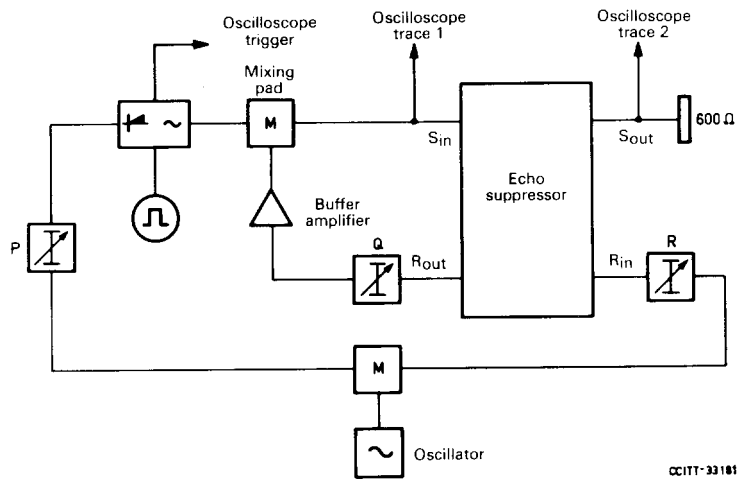 Oscilloscope
trigger
Oscilloscope
trace 1
Oscilloscope
trace 2
Mixing
pad
M
Sin
Sout
600 Ω
Echo
suppressor
Buffer
amplifier
P
Q
Rout
Rin
R
M
Oscillator
CCITT-33181